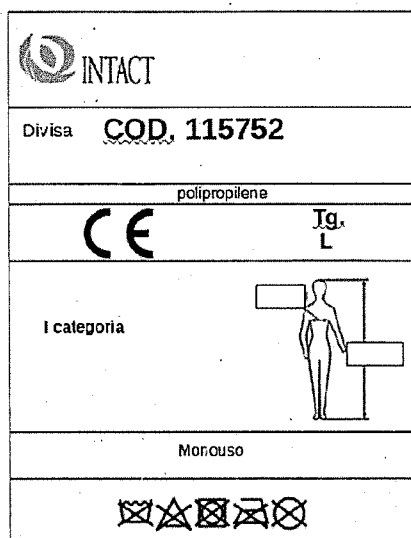 INTACT
Divisa COD. 115752
polipropilene
CE Tg.
L
I categoria
Monouso